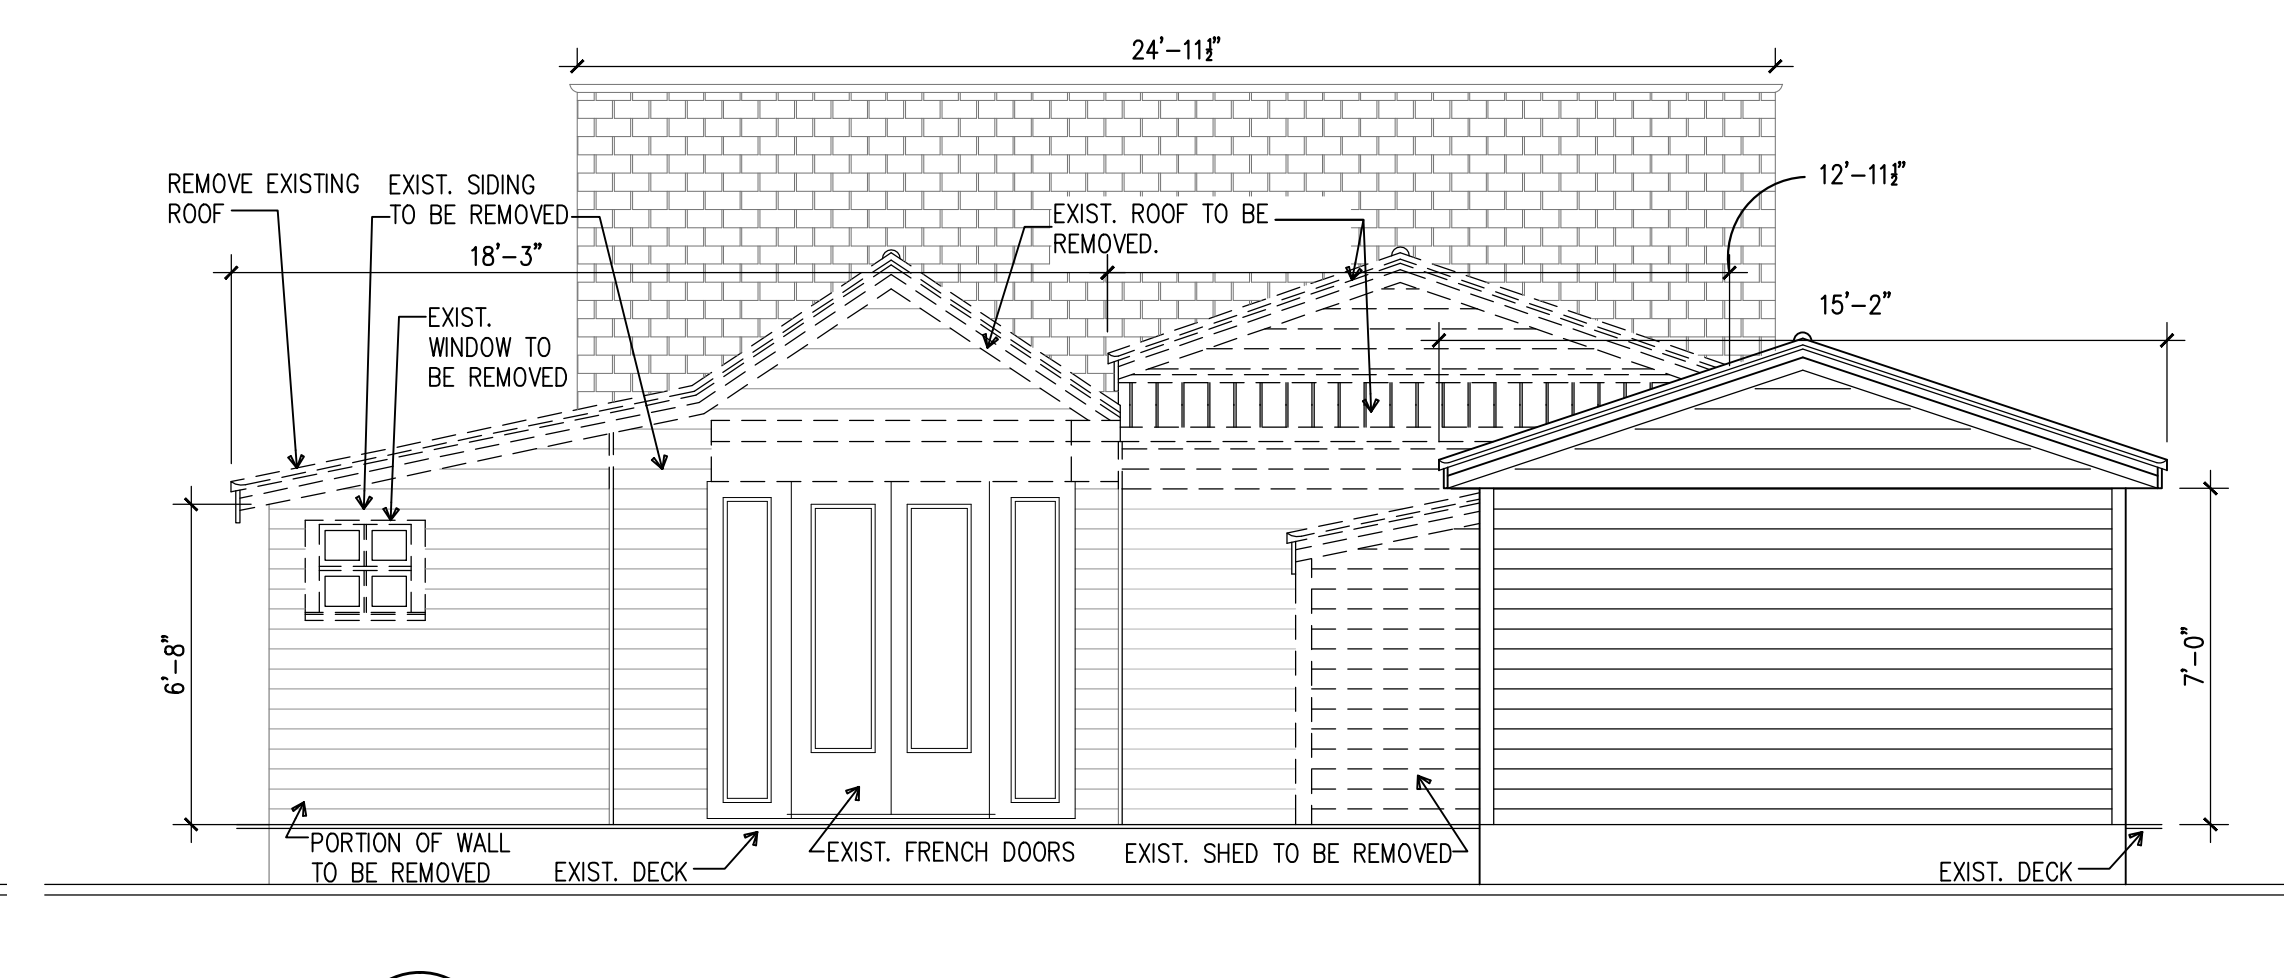 24'-11½"
12'-11½"
REMOVE EXISTING
ROOF
EXIST. SIDING
TO BE REMOVED
EXIST. ROOF TO BE
REMOVED.
18'-3"
15'-2"
EXIST.
WINDOW TO
BE REMOVED
6'-8"
7'-0"
PORTION OF WALL
TO BE REMOVED
EXIST. DECK
EXIST. FRENCH DOORS
EXIST. SHED TO BE REMOVED
EXIST. DECK